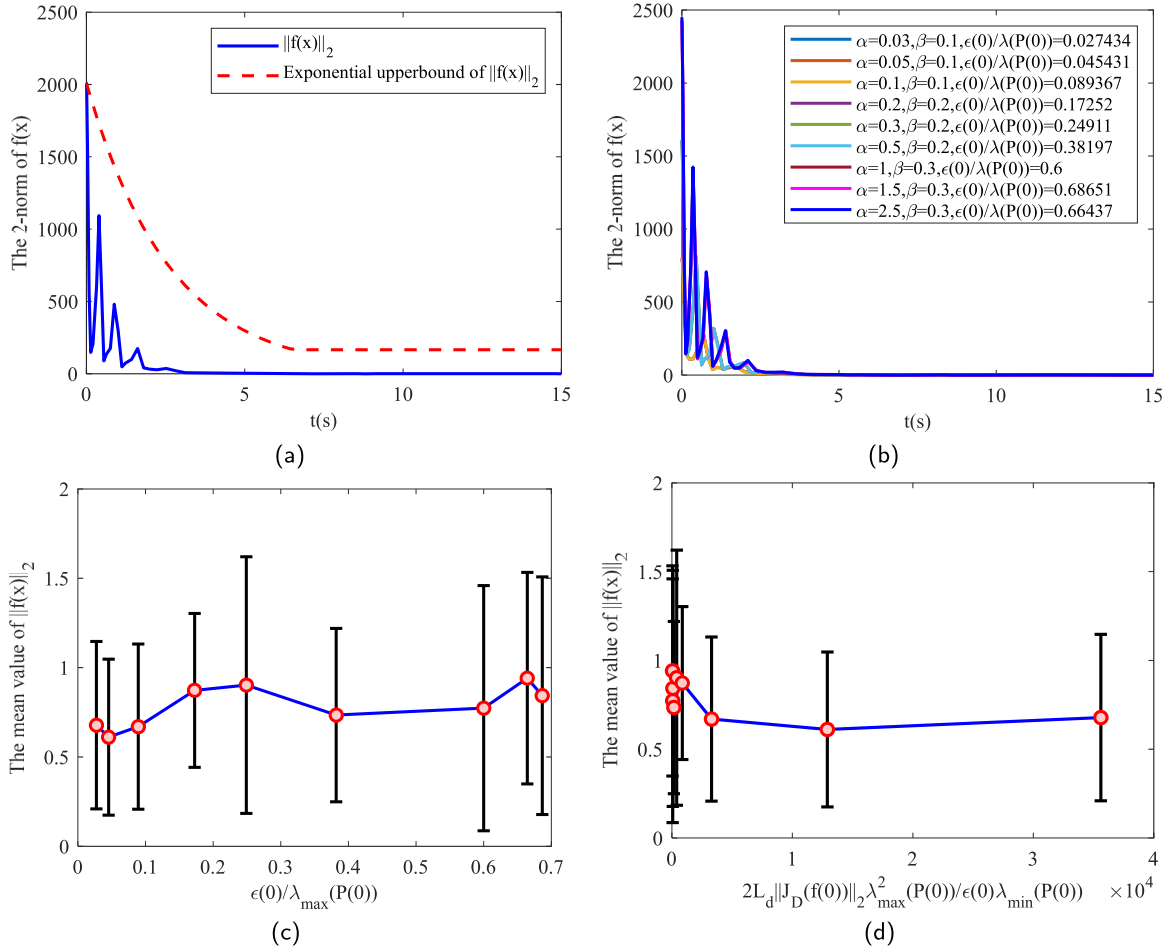 2500
2000
1500
1000
500
0
The 2-norm of f(x)
||f(x)||2
Exponential upperbound of ||f(x)||2
0
5
10
15
t(s)
(a)
2500
2000
1500
1000
500
0
The 2-norm of f(x)
α=0.03,β=0.1,ϵ(0)/λ(P(0))=0.027434
α=0.05,β=0.1,ϵ(0)/λ(P(0))=0.045431
α=0.1,β=0.1,ϵ(0)/λ(P(0))=0.089367
α=0.2,β=0.2,ϵ(0)/λ(P(0))=0.17252
α=0.3,β=0.2,ϵ(0)/λ(P(0))=0.24911
α=0.5,β=0.2,ϵ(0)/λ(P(0))=0.38197
α=1,β=0.3,ϵ(0)/λ(P(0))=0.6
α=1.5,β=0.3,ϵ(0)/λ(P(0))=0.68651
α=2.5,β=0.3,ϵ(0)/λ(P(0))=0.66437
0
5
10
15
t(s)
(b)
2
1.5
1
0.5
0
The mean value of ||f(x)||2
0
0.1
0.2
0.3
0.4
0.5
0.6
0.7
ϵ(0)/λmax(P(0))
(c)
2
1.5
1
0.5
0
The mean value of ||f(x)||2
0
1
2
3
4
×10^4
2Ld||JD(f(0))||2λ²max(P(0))/ϵ(0)λmin(P(0))
(d)